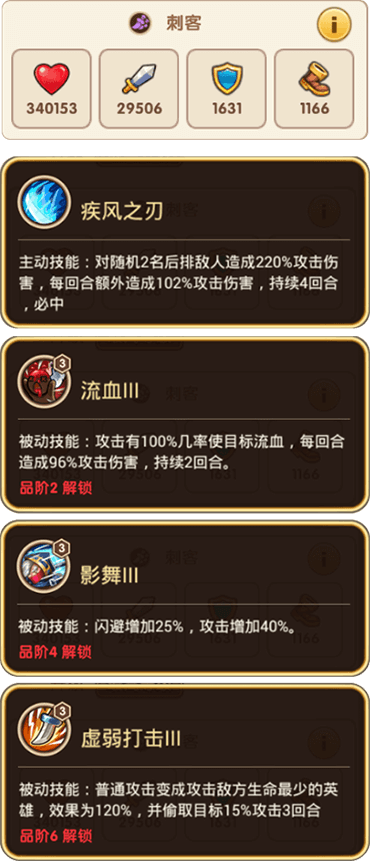 刺客
340153 29506 1631 1166
疾风之刃
主动技能：对随机2名后排敌人造成220%攻击伤
害，每回合额外造成102%攻击伤害，持续4回合
，必中
3
流血III
被动技能：攻击有100%几率使目标流血，每回合
造成96%攻击伤害，持续2回合。
品阶2 解锁
3
影舞III
被动技能：闪避增加25%，攻击增加40%。
品阶4 解锁
3
虚弱打击III
被动技能：普通攻击变成攻击敌方生命最少的英
雄，效果为120%，并偷取目标15%攻击3回合
品阶6 解锁